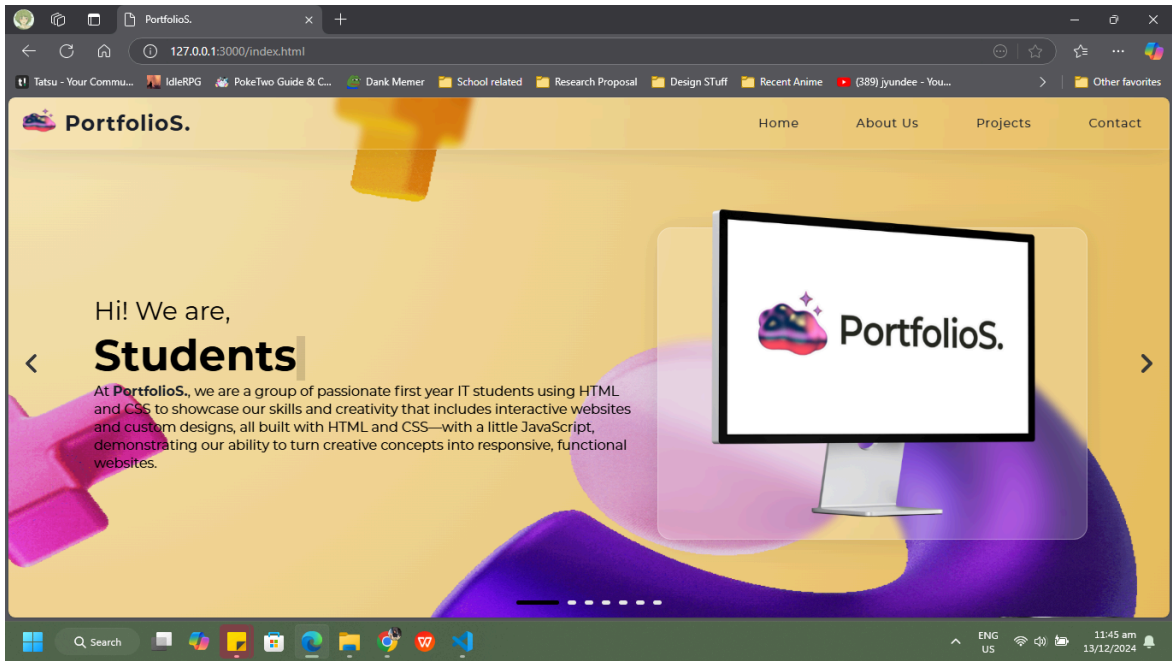 PortfolioS.
127.0.0.1:3000/index.html
Tatsu - Your Commu... IdleRPG PokeTwo Guide & C... Dank Memer School related Research Proposal Design STuff Recent Anime (389) jyundee - You... Other favorites
PortfolioS. Home About Us Projects Contact
Hi! We are,
Students
At PortfolioS., we are a group of passionate first year IT students using HTML
and CSS to showcase our skills and creativity that includes interactive websites
and custom designs, all built with HTML and CSS—with a little JavaScript,
demonstrating our ability to turn creative concepts into responsive, functional
websites.
PortfolioS.
Search
ENG
US
11:45 am
13/12/2024